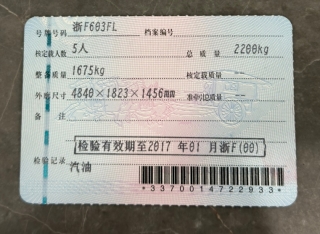 号牌号码 浙F603FL 档案编号
核定载人数 5人 总 质 量 2200kg
整备质量 1675kg 核定载质量 --
外廓尺寸 4840×1823×1456mm 准牵引总质量 --
备 注
检验有效期至2017 年01 月浙F(00)
检验记录
汽油
*3370014722933*